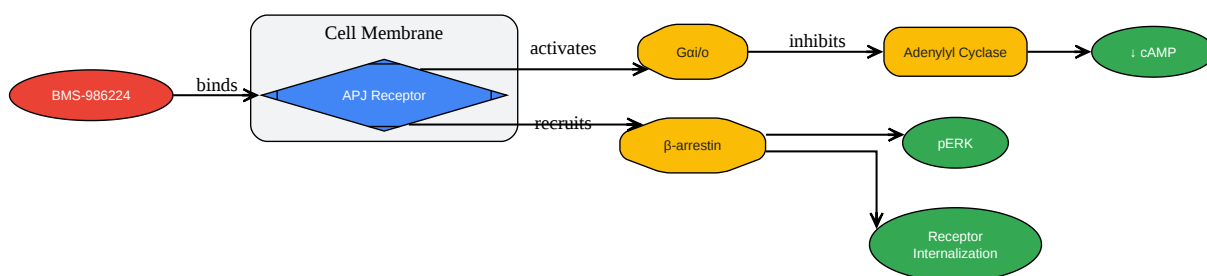 Cell Membrane
BMS-986224
binds
APJ Receptor
activates
Gαi/o
inhibits
Adenylyl Cyclase
↓ cAMP
recruits
β-arrestin
pERK
Receptor
Internalization